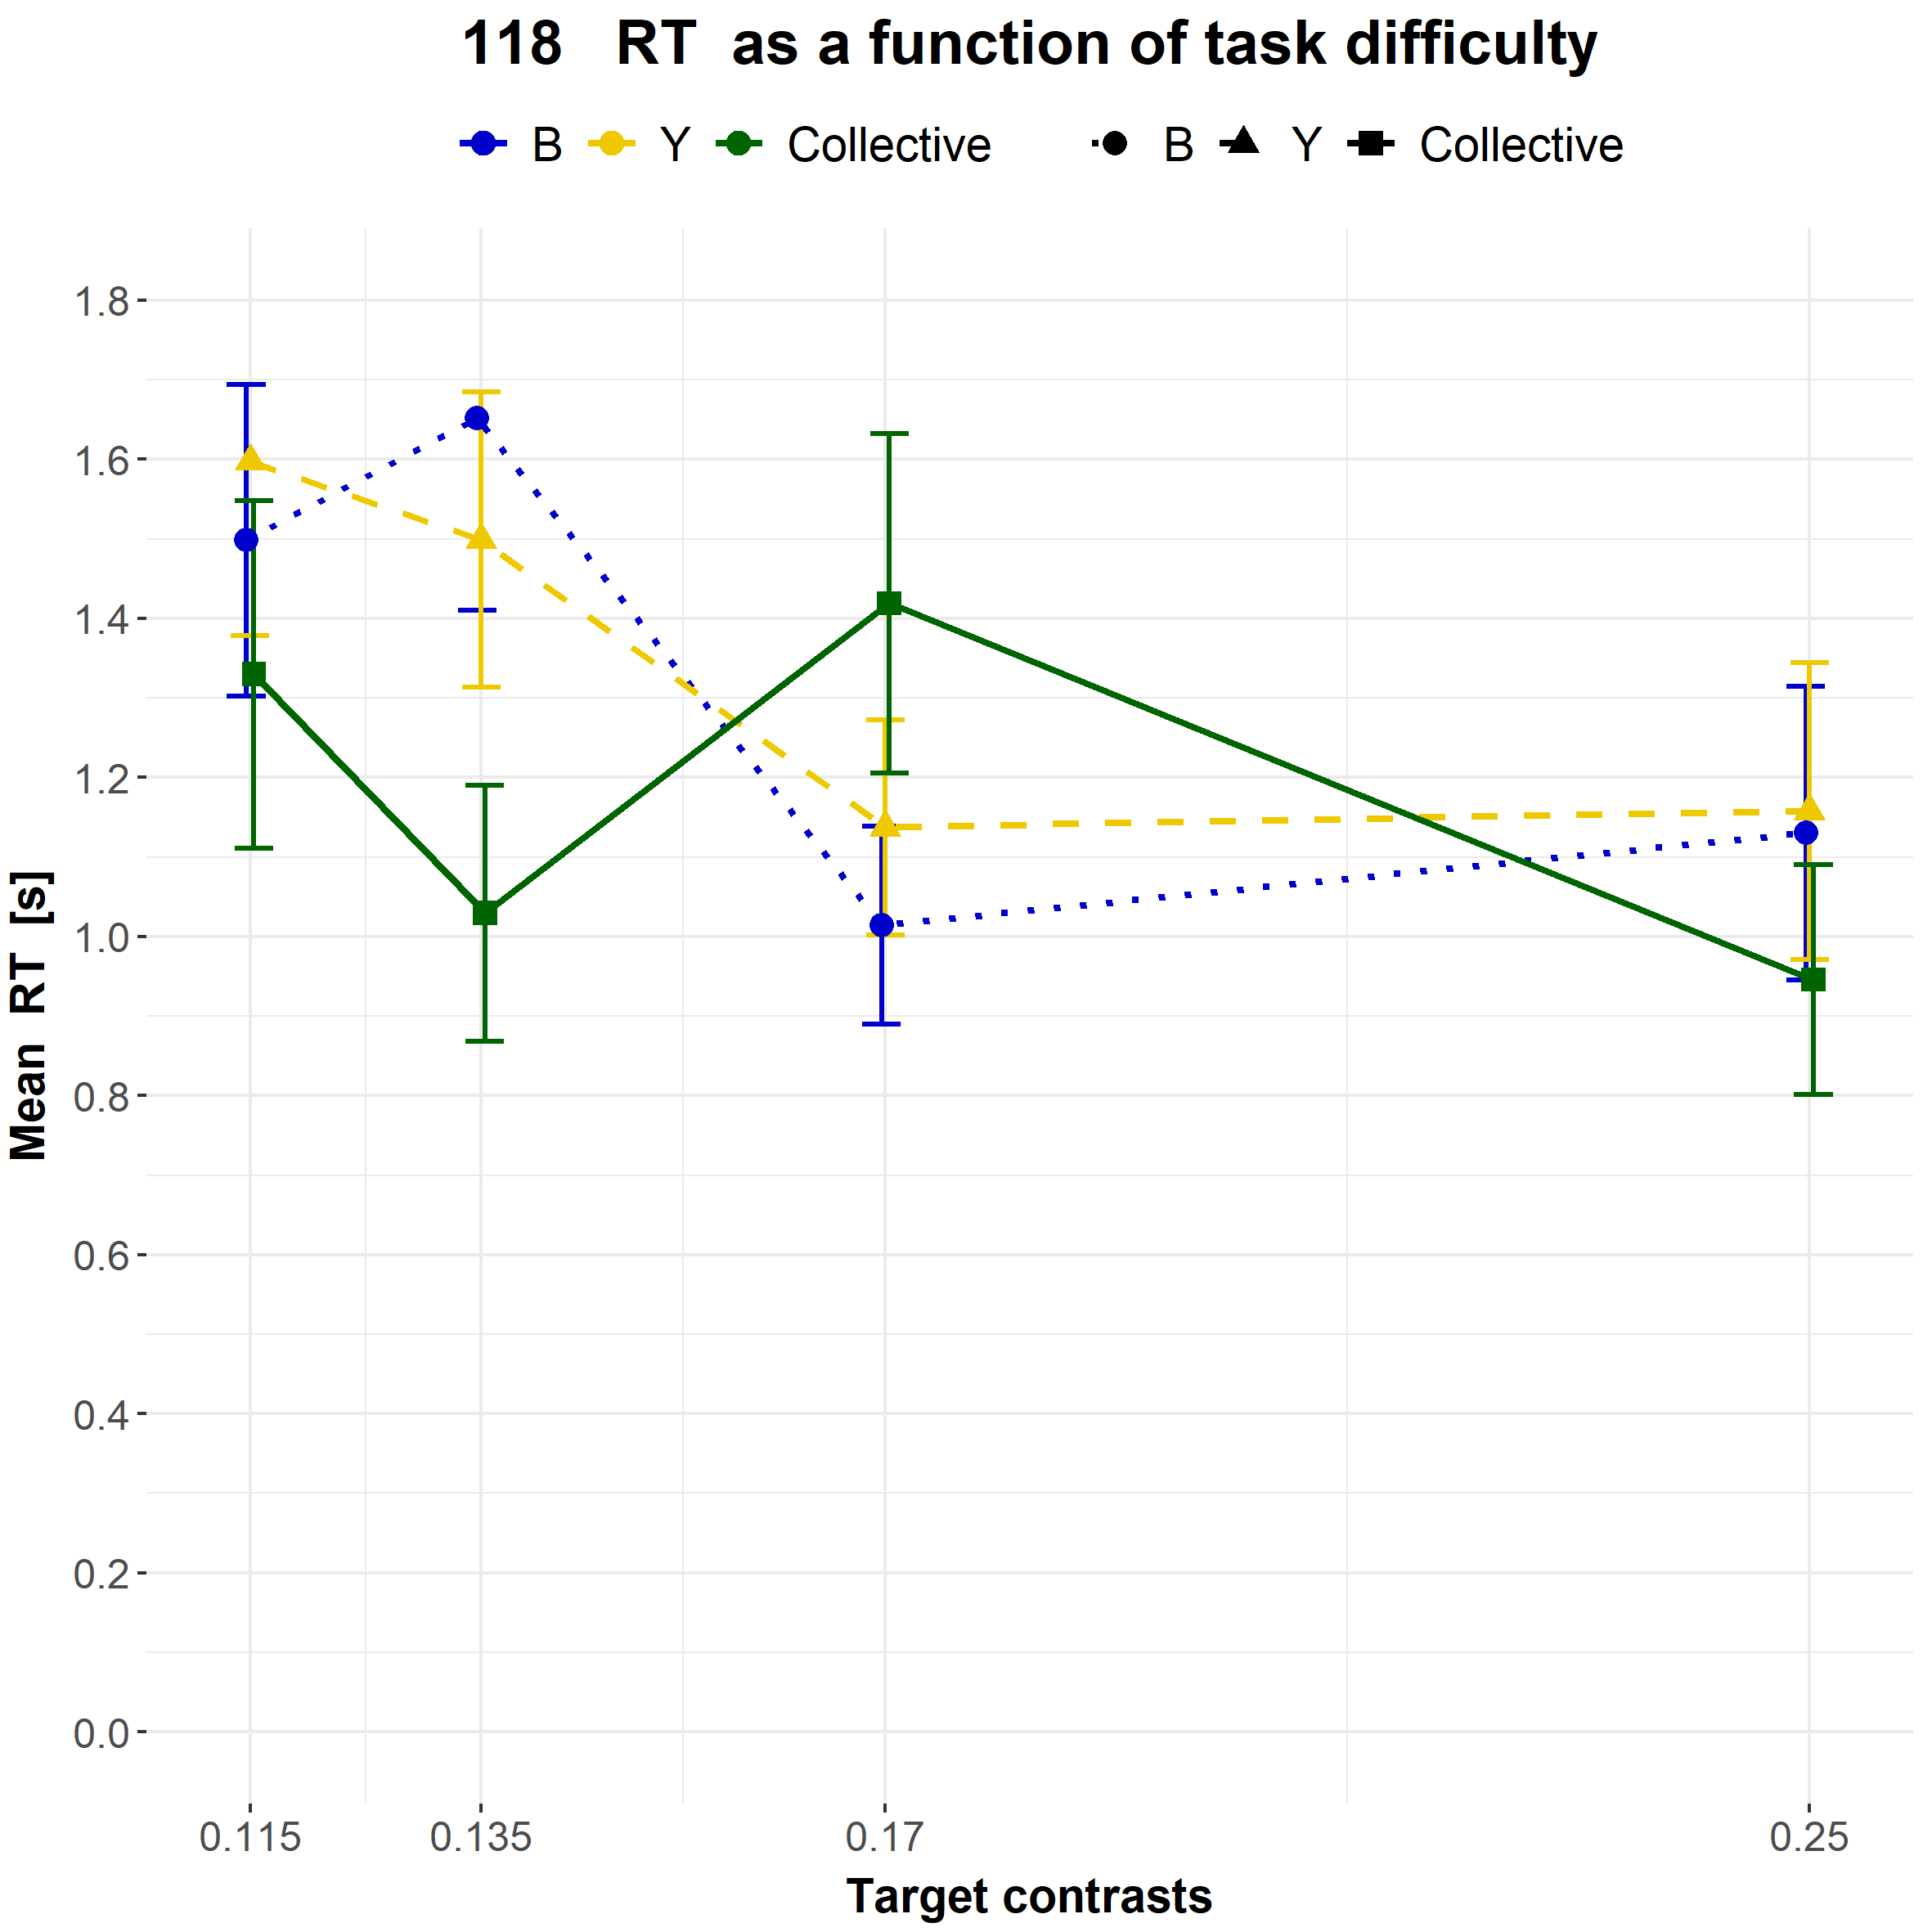 118 RT as a function of task difficulty
B Y Collective B Y Collective
1.8
1.6
1.4
1.2
1.0
0.8
0.6
0.4
0.2
0.0
Mean RT [s]
0.115 0.135 0.17 0.25
Target contrasts